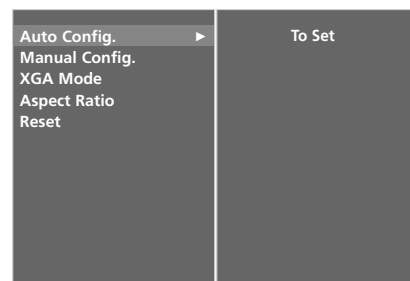 Auto Config. ► To Set
Manual Config.
XGA Mode
Aspect Ratio
Reset